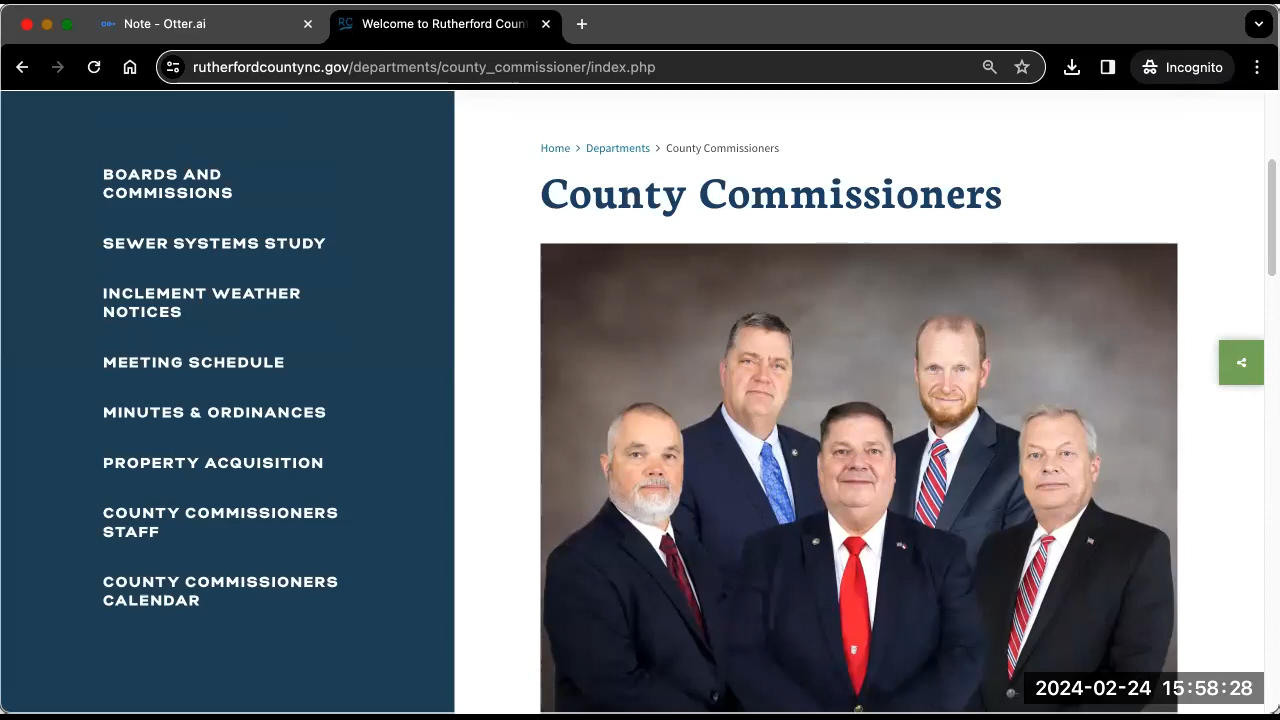 Note - Otter.ai
Welcome to Rutherford Coun
rutherfordcountync.gov/departments/county_commissioner/index.php
Incognito
BOARDS AND
COMMISSIONS
SEWER SYSTEMS STUDY
INCLEMENT WEATHER
NOTICES
MEETING SCHEDULE
MINUTES & ORDINANCES
PROPERTY ACQUISITION
COUNTY COMMISSIONERS
STAFF
COUNTY COMMISSIONERS
CALENDAR
Home > Departments > County Commissioners
County Commissioners
2024-02-24 15:58:28